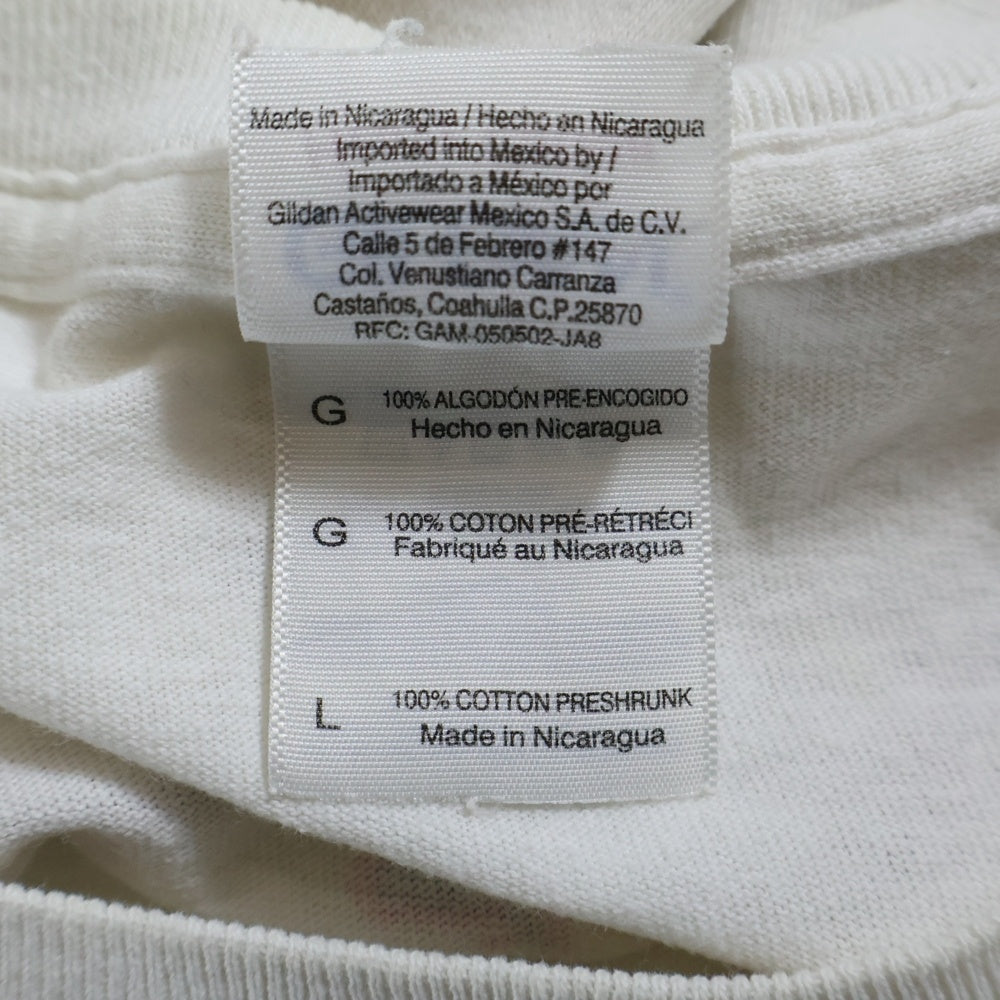 Made in Nicaragua / Hecho en Nicaragua
Imported into Mexico by /
Importado a México por
Gildan Activewear Mexico S.A. de C.V.
Calle 5 de Febrero #147
Col. Venustiano Carranza
Castaños, Coahuila C.P.25870
RFC: GAM-050502-JA8
G 100% ALGODÓN PRE-ENCOGIDO
Hecho en Nicaragua
G 100% COTON PRÉ-RÉTRÉCI
Fabriqué au Nicaragua
L 100% COTTON PRESHRUNK
Made in Nicaragua